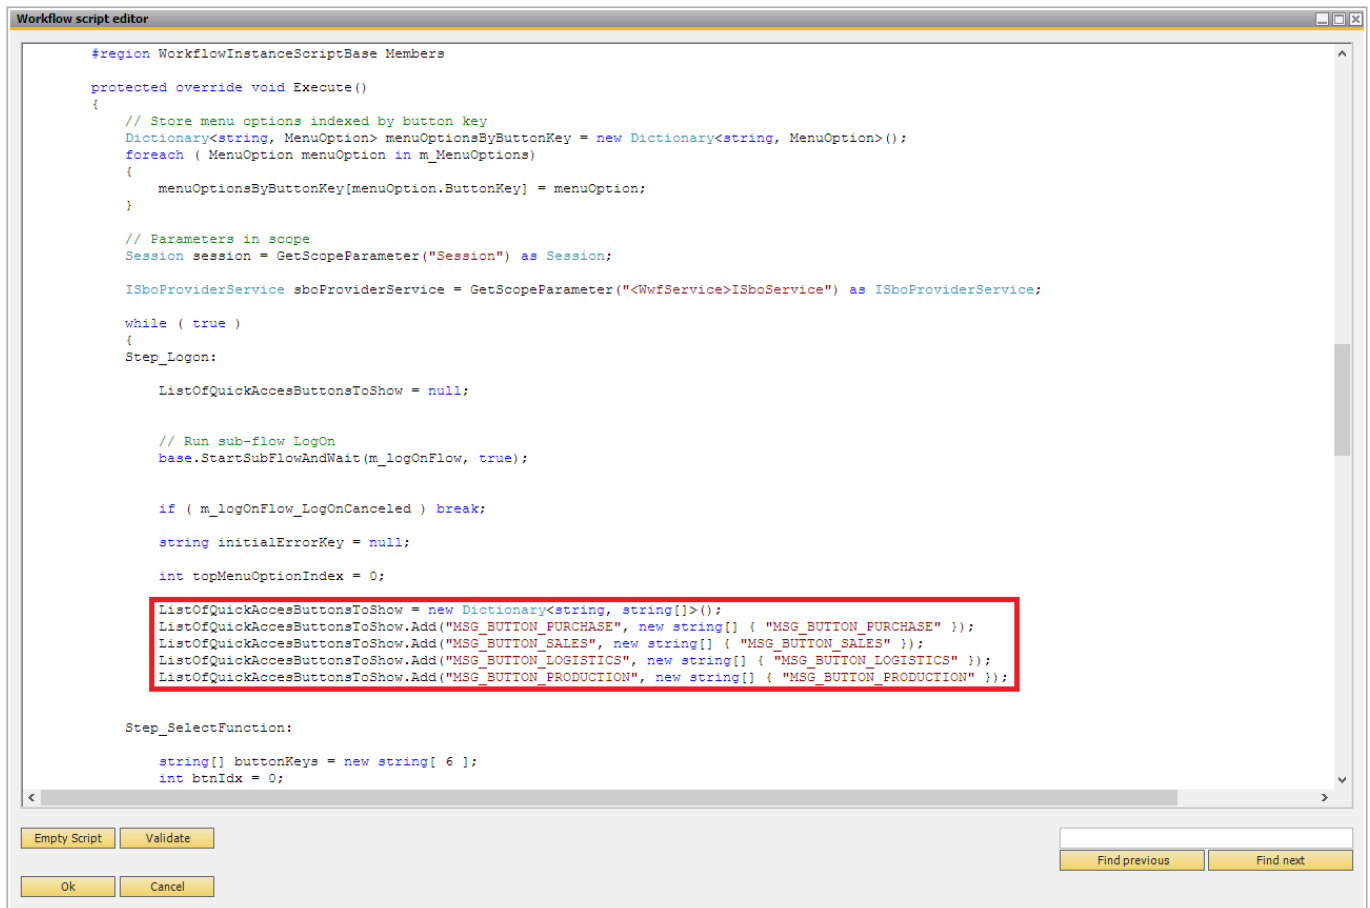 Workflow script editor
#region WorkflowInstanceScriptBase Members
protected override void Execute()
{
// Store menu options indexed by button key
Dictionary<string, MenuOption> menuOptionsByButtonKey = new Dictionary<string, MenuOption>();
foreach ( MenuOption menuOption in m_MenuOptions)
{
menuOptionsByButtonKey[menuOption.ButtonKey] = menuOption;
}
// Parameters in scope
Session session = GetScopeParameter("Session") as Session;
ISboProviderService sboProviderService = GetScopeParameter("<WwfService>ISboService") as ISboProviderService;
while ( true )
{
Step_Logon:
ListOfQuickAccesButtonsToShow = null;
// Run sub-flow LogOn
base.StartSubFlowAndWait(m_logOnFlow, true);
if ( m_logOnFlow_LogOnCanceled ) break;
string initialErrorKey = null;
int topMenuOptionIndex = 0;
ListOfQuickAccesButtonsToShow = new Dictionary<string, string[]>();
ListOfQuickAccesButtonsToShow.Add("MSG_BUTTON_PURCHASE", new string[] { "MSG_BUTTON_PURCHASE" });
ListOfQuickAccesButtonsToShow.Add("MSG_BUTTON_SALES", new string[] { "MSG_BUTTON_SALES" });
ListOfQuickAccesButtonsToShow.Add("MSG_BUTTON_LOGISTICS", new string[] { "MSG_BUTTON_LOGISTICS" });
ListOfQuickAccesButtonsToShow.Add("MSG_BUTTON_PRODUCTION", new string[] { "MSG_BUTTON_PRODUCTION" });
Step_SelectFunction:
string[] buttonKeys = new string[ 6 ];
int btnIdx = 0;
Empty Script Validate
Find previous Find next
Ok Cancel